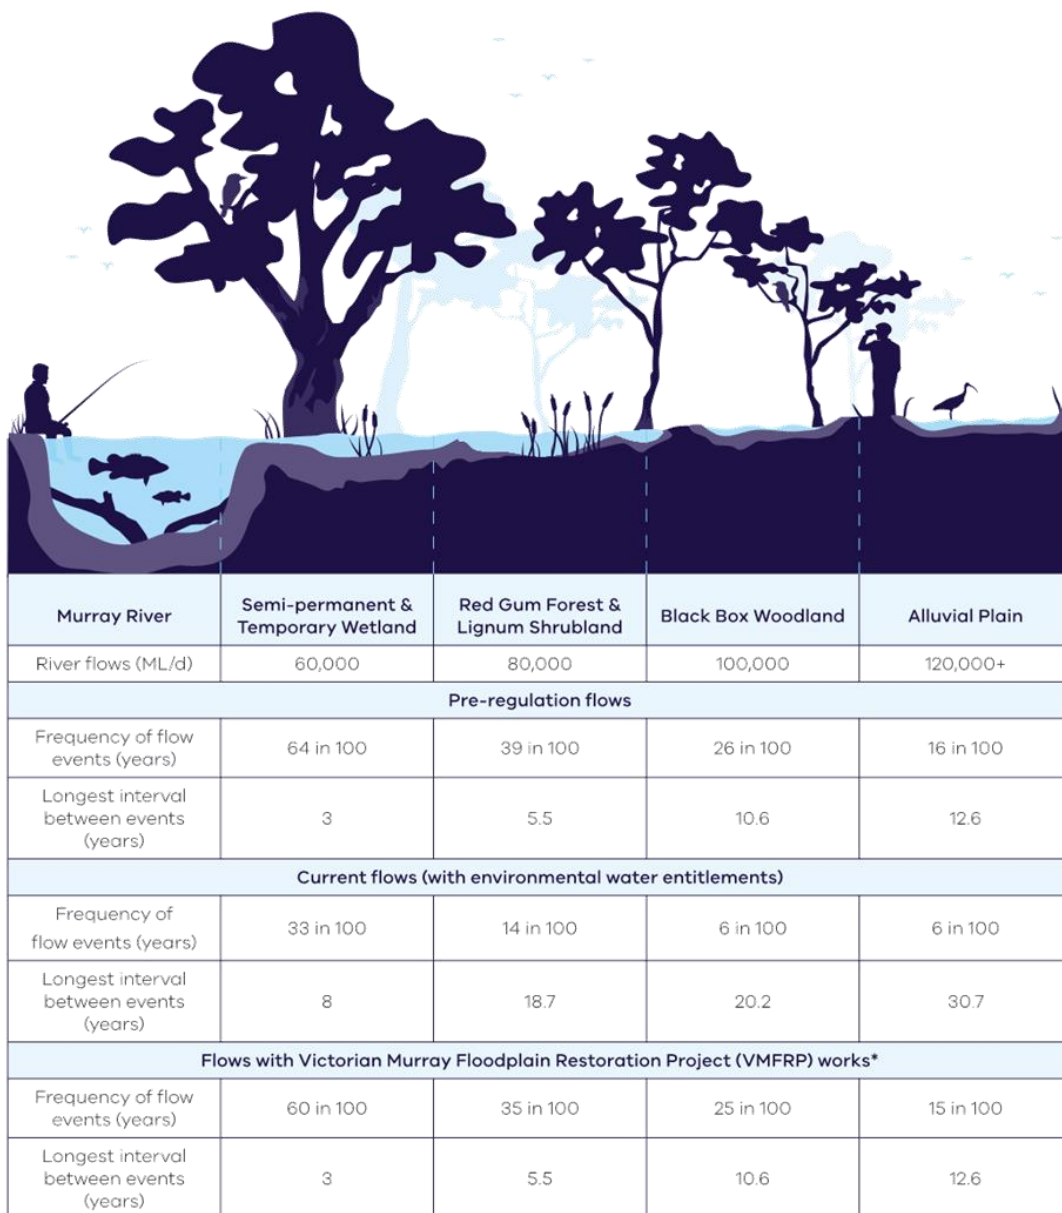 Murray River
Semi-permanent &
Temporary Wetland
Red Gum Forest &
Lignum Shrubland
Black Box Woodland
Alluvial Plain
River flows (ML/d)
60,000
80,000
100,000
120,000+
Pre-regulation flows
Frequency of flow
events (years)
64 in 100
39 in 100
26 in 100
16 in 100
Longest interval
between events
(years)
3
5.5
10.6
12.6
Current flows (with environmental water entitlements)
Frequency of
flow events (years)
33 in 100
14 in 100
6 in 100
6 in 100
Longest interval
between events
(years)
8
18.7
20.2
30.7
Flows with Victorian Murray Floodplain Restoration Project (VMFRP) works*
Frequency of flow
events (years)
60 in 100
35 in 100
25 in 100
15 in 100
Longest interval
between events
(years)
3
5.5
10.6
12.6